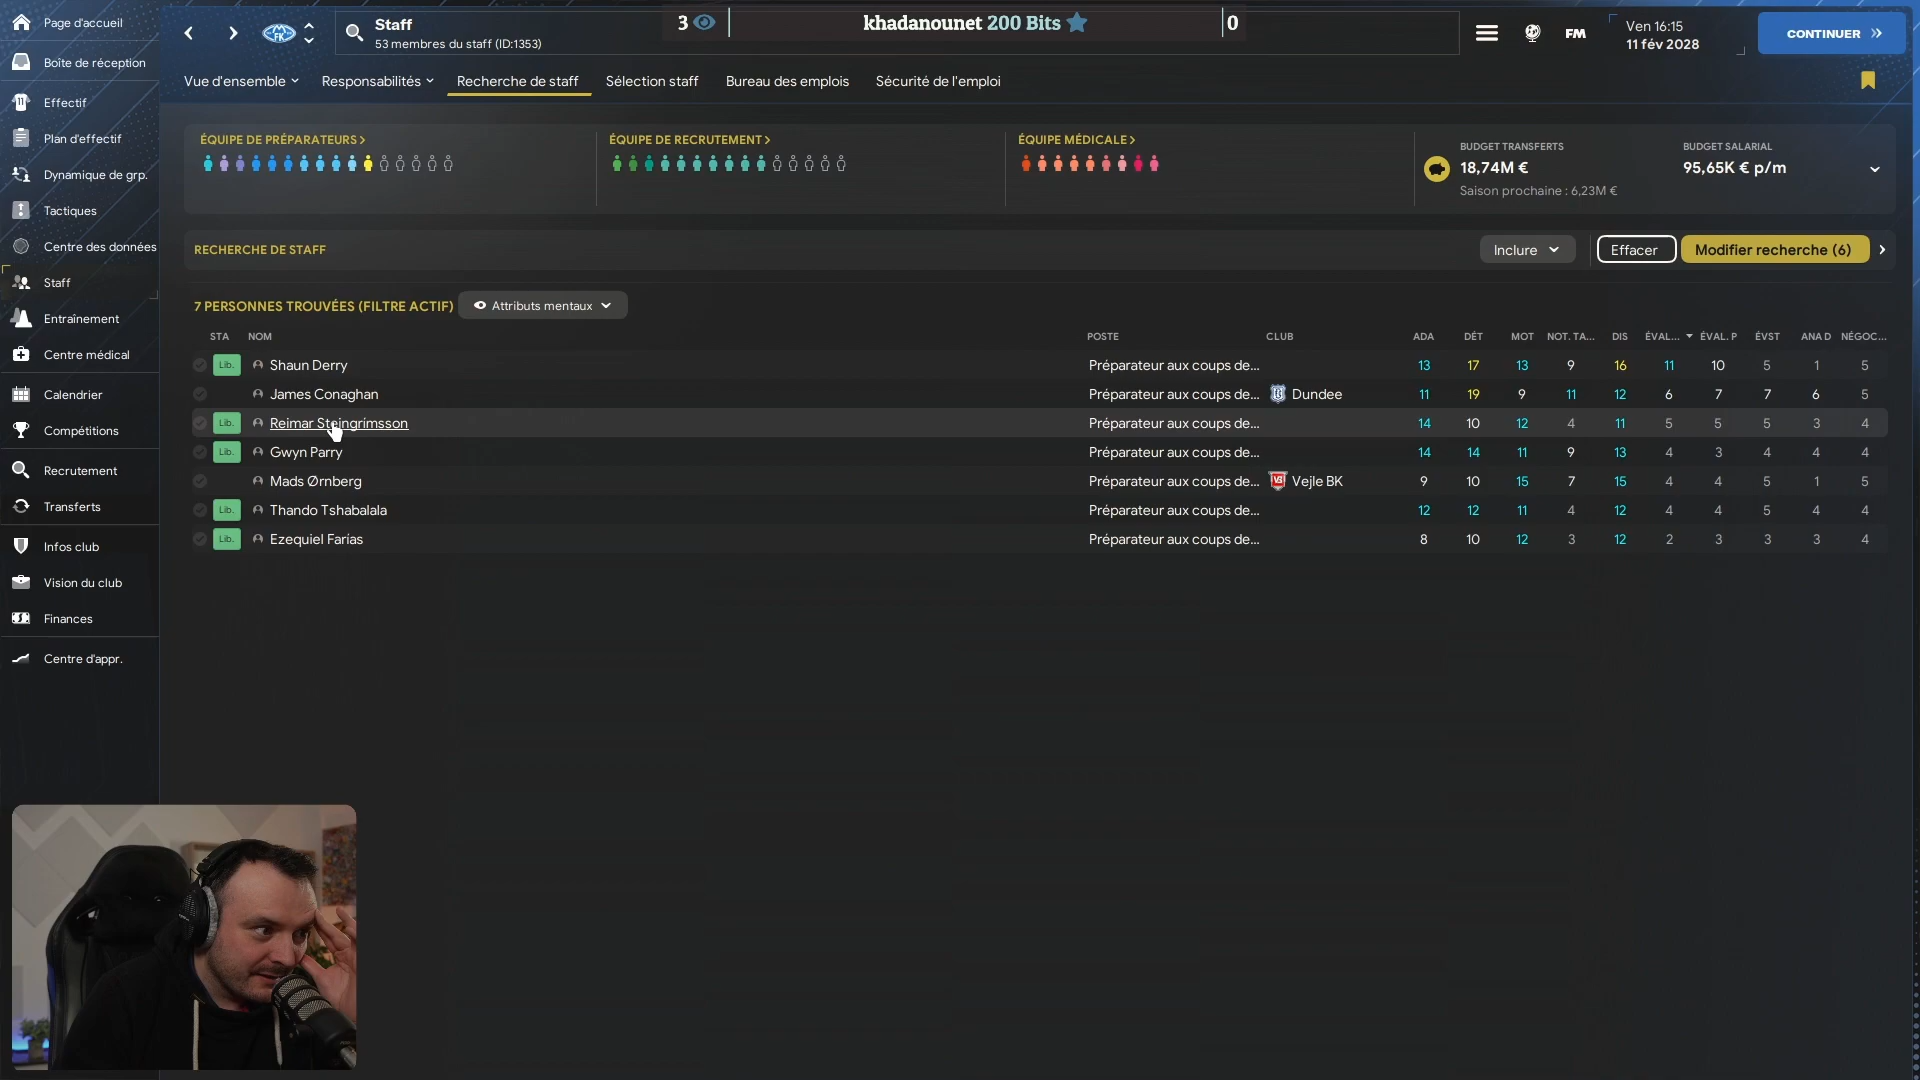 Page d'accueil
Boîte de réception
Effectif
Plan d'effectif
Dynamique de grp.
Tactiques
Centre des données
Staff
Entraînement
Centre médical
Calendrier
Compétitions
Recrutement
Transferts
Infos club
Vision du club
Finances
Centre d'appr.
Staff
53 membres du staff (ID:1353)
3
khadanounet 200 Bits
0
FM
Ven 16:15
11 fév 2028
CONTINUER
Vue d'ensemble
Responsabilités
Recherche de staff
Sélection staff
Bureau des emplois
Sécurité de l'emploi
ÉQUIPE DE PRÉPARATEURS >
ÉQUIPE DE RECRUTEMENT >
ÉQUIPE MÉDICALE >
BUDGET TRANSFERTS
18,74M €
Saison prochaine : 6,23M €
BUDGET SALARIAL
95,65K € p/m
RECHERCHE DE STAFF
Inclure
Effacer
Modifier recherche (6)
7 PERSONNES TROUVÉES (FILTRE ACTIF)
Attributs mentaux
STA NOM POSTE CLUB ADA DÉT MOT NOT. TA... DIS ÉVAL... ÉVAL. P ÉVST ANA D NÉGOC...
Lib. Shaun Derry Préparateur aux coups de... 13 17 13 9 16 11 10 5 1 5
James Conaghan Préparateur aux coups de... Dundee 11 19 9 11 12 6 7 7 6 5
Lib. Reimar Steingrímsson Préparateur aux coups de... 14 10 12 4 11 5 5 5 3 4
Lib. Gwyn Parry Préparateur aux coups de... 14 14 11 9 13 4 3 4 4 4
Mads Ørnberg Préparateur aux coups de... Vejle BK 9 10 15 7 15 4 4 5 1 5
Lib. Thando Tshabalala Préparateur aux coups de... 12 12 11 4 12 4 4 5 4 4
Lib. Ezequiel Farías Préparateur aux coups de... 8 10 12 3 12 2 3 3 3 4